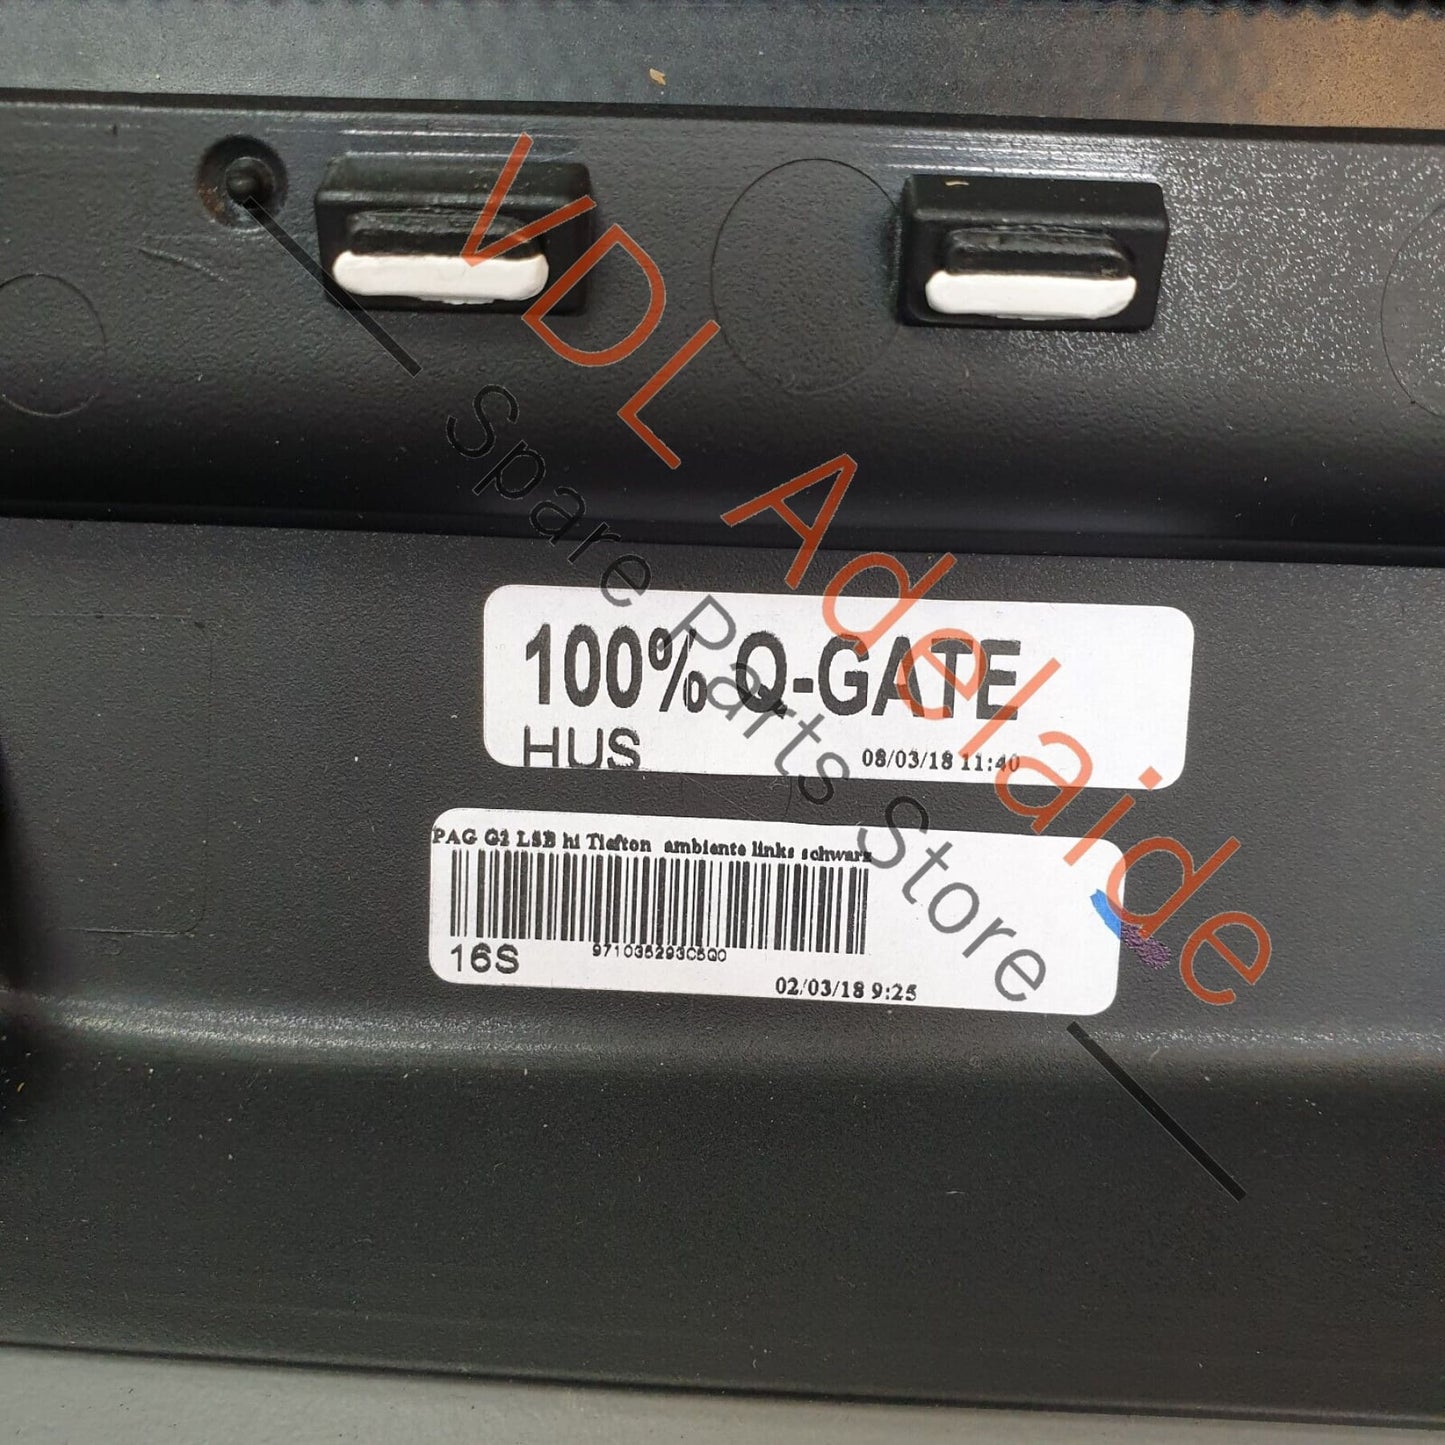 VDL Adelaide
Spare Parts Store
100% Q-GATE
HUS
08/03/18 11:40
PAG G2 LSB hi Tiefton ambiente links schwarz
971035293C5Q0
16S
02/03/18 9:25